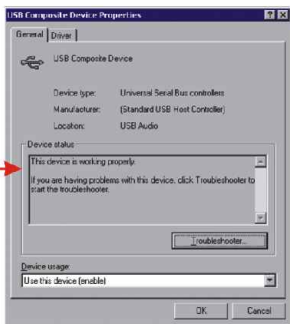 USB Composite Device Properties
General Driver
USB Composite Device
Device type: Universal Serial Bus controllers
Manufacturer: (Standard USB Host Controller)
Location: USB Audio
Device status
This device is working properly.
If you are having problems with this device, click Troubleshooter to
start the troubleshooter.
Troubleshooter...
Device usage:
Use this device (enable)
OK Cancel